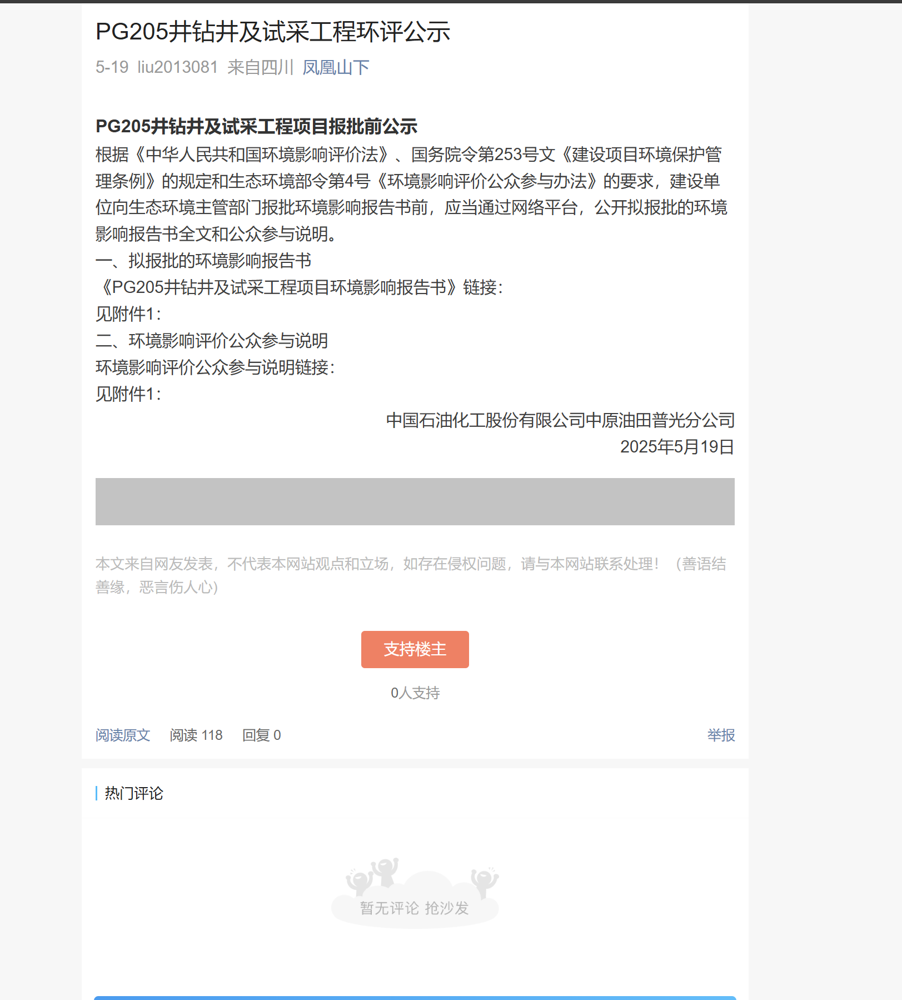 PG205井钻井及试采工程环评公示
5-19 liu2013081 来自四川 凤凰山下
PG205井钻井及试采工程项目报批前公示
根据《中华人民共和国环境影响评价法》、国务院令第253号文《建设项目环境保护管
理条例》的规定和生态环境部令第4号《环境影响评价公众参与办法》的要求，建设单
位向生态环境主管部门报批环境影响报告书前，应当通过网络平台，公开拟报批的环境
影响报告书全文和公众参与说明。
一、拟报批的环境影响报告书
《PG205井钻井及试采工程项目环境影响报告书》链接：
见附件1：
二、环境影响评价公众参与说明
环境影响评价公众参与说明链接：
见附件1：
中国石油化工股份有限公司中原油田普光分公司
2025年5月19日
本文来自网友发表，不代表本网站观点和立场，如存在侵权问题，请与本网站联系处理！（善语结
善缘，恶言伤人心）
支持楼主
0人支持
阅读原文 阅读 118 回复 0 举报
热门评论
暂无评论 抢沙发